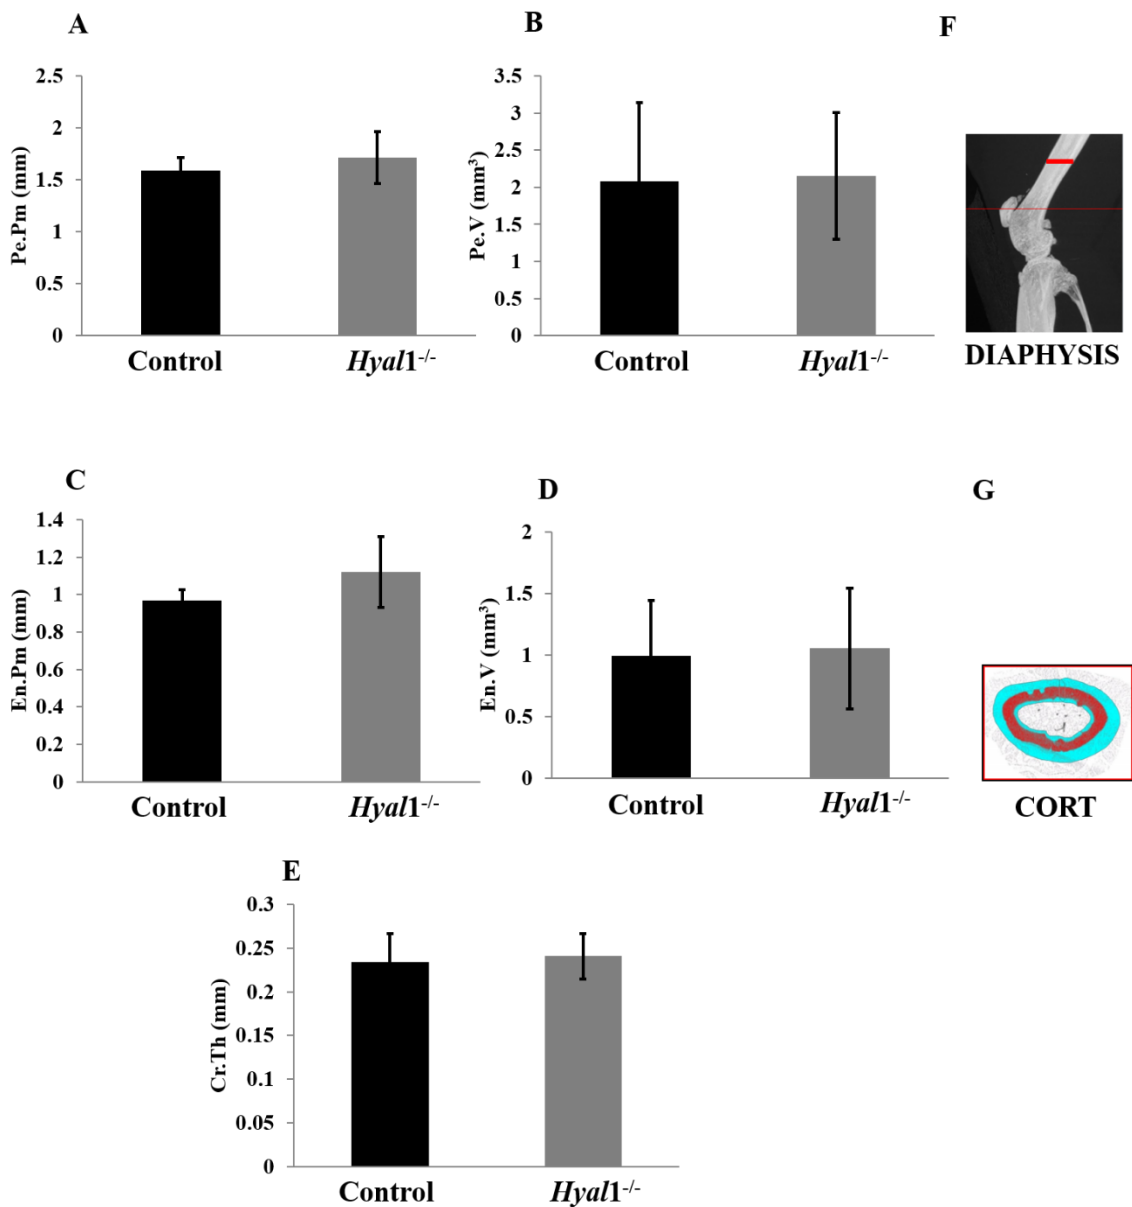 A
Pe.Pm (mm)
2.5
2
1.5
1
0.5
0
Control
Hyal1-/-
B
Pe.V (mm³)
3.5
3
2.5
2
1.5
1
0.5
0
Control
Hyal1-/-
F
DIAPHYSIS
C
En.Pm (mm)
1.4
1.2
1
0.8
0.6
0.4
0.2
0
Control
Hyal1-/-
D
En.V (mm³)
2
1.5
1
0.5
0
Control
Hyal1-/-
G
CORT
E
Cr.Th (mm)
0.3
0.25
0.2
0.15
0.1
0.05
0
Control
Hyal1-/-